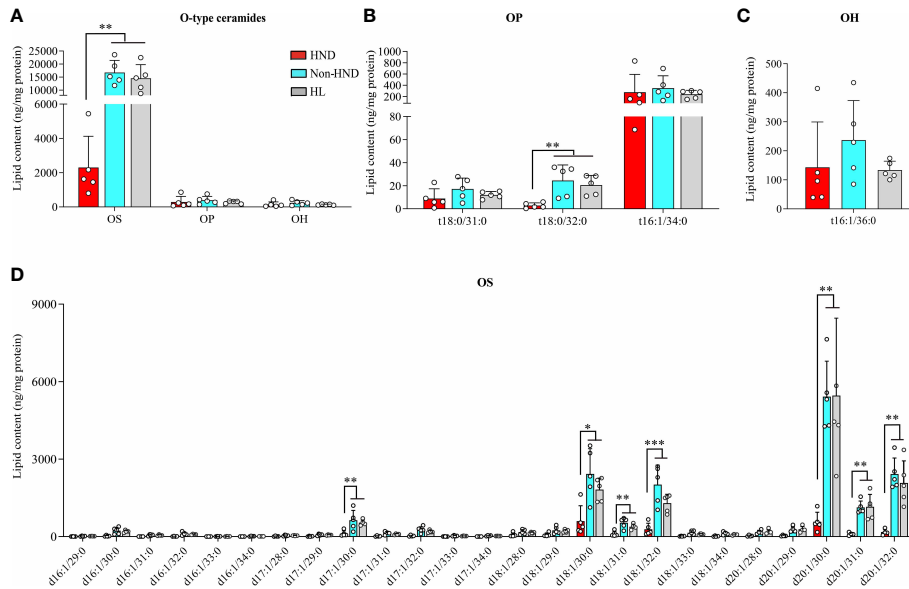 A
O-type ceramides
Lipid content (ng/mg protein)
25000
20000
15000
10000
6000
4000
2000
0
**
HND
Non-HND
HL
OS
OP
OH
B
OP
Lipid content (ng/mg protein)
1000
800
600
400
200
80
60
40
20
0
**
t18:0/31:0
t18:0/32:0
t16:1/34:0
C
OH
Lipid content (ng/mg protein)
500
400
300
200
100
0
t16:1/36:0
D
OS
Lipid content (ng/mg protein)
9000
6000
3000
0
**
*
**
***
**
**
**
d16:1/29:0
d16:1/30:0
d16:1/31:0
d16:1/32:0
d16:1/33:0
d16:1/34:0
d17:1/28:0
d17:1/29:0
d17:1/30:0
d17:1/31:0
d17:1/32:0
d17:1/33:0
d17:1/34:0
d18:1/28:0
d18:1/29:0
d18:1/30:0
d18:1/31:0
d18:1/32:0
d18:1/33:0
d18:1/34:0
d20:1/28:0
d20:1/29:0
d20:1/30:0
d20:1/31:0
d20:1/32:0